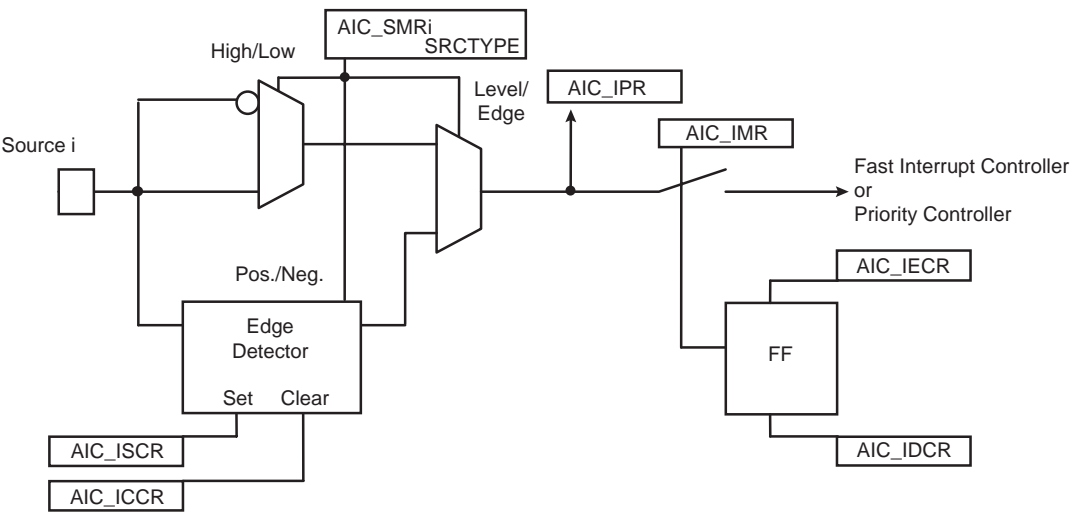 AIC_SMRi
SRCTYPE
High/Low
Level/
Edge
AIC_IPR
AIC_IMR
Source i
Fast Interrupt Controller
or
Priority Controller
AIC_IECR
Pos./Neg.
Edge
Detector
FF
Set Clear
AIC_ISCR
AIC_IDCR
AIC_ICCR